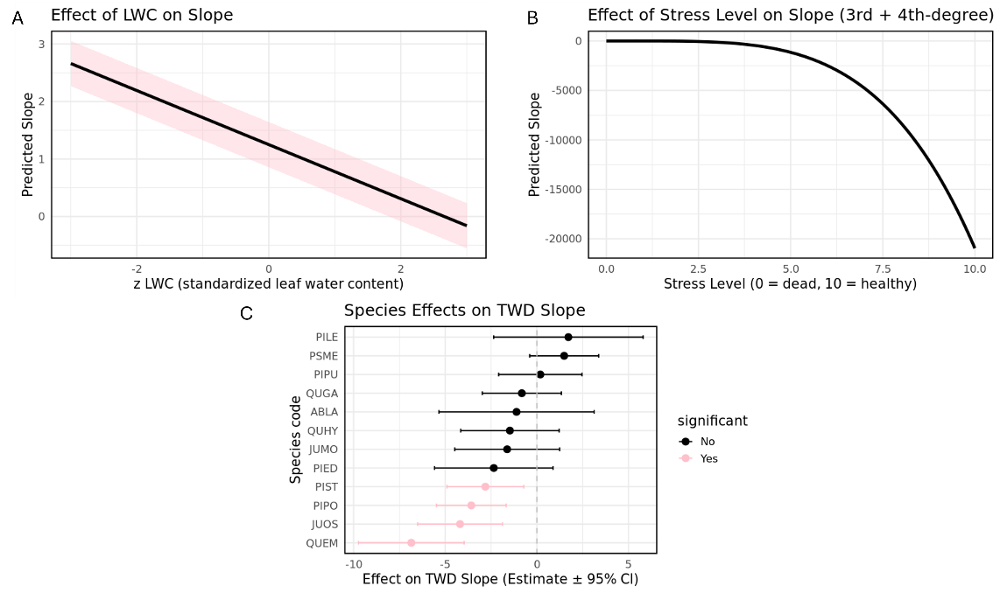 A Effect of LWC on Slope
Predicted Slope
3
2
1
0
-2 0 2
z LWC (standardized leaf water content)
B Effect of Stress Level on Slope (3rd + 4th-degree)
Predicted Slope
0
-5000
-10000
-15000
-20000
0.0 2.5 5.0 7.5 10.0
Stress Level (0 = dead, 10 = healthy)
C Species Effects on TWD Slope
Species code
PILE
PSME
PIPU
QUGA
ABLA
QUHY
JUMO
PIED
PIST
PIPO
JUOS
QUEM
-10 -5 0 5
Effect on TWD Slope (Estimate ± 95% CI)
significant
No
Yes